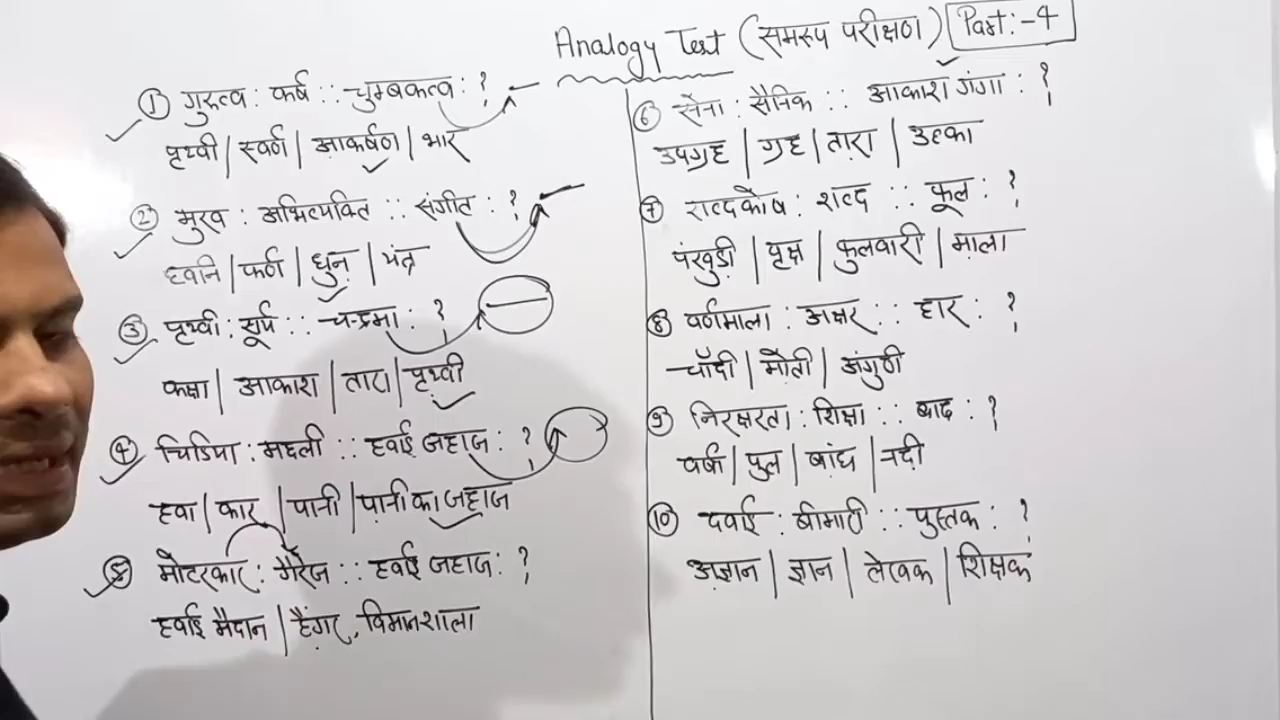 Analogy Test (समरूप परीक्षण) Part:-4
① गुरुत्व : कर्ष :: चुम्बकत्व : ?
पृथ्वी | स्वर्ण | आकर्षण | भार
② मुख : अभिव्यक्ति :: संगीत : ?
ध्वनि | कर्ण | धुन | यंत्र
③ पृथ्वी : सूर्य :: चन्द्रमा : ?
कक्षा | आकाश | तारा | पृथ्वी
④ चिडिया : मछली :: हवाई जहाज : ?
हवा | कार | पानी | पानी का जहाज
⑤ मोटरकार : गैरेज :: हवाई जहाज : ?
हवाई मैदान | हैंगर, विमानशाला
⑥ सेना : सैनिक :: आकाश गंगा : ?
उपग्रह | ग्रह | तारा | उल्का
⑦ शब्दकोष : शब्द :: फूल : ?
पंखुड़ी | वृक्ष | फुलवारी | माला
⑧ वर्णमाला : अक्षर :: हार : ?
चाँदी | मोती | अंगुठी
⑨ निरक्षरता : शिक्षा :: बाढ : ?
वर्षा | पुल | बांध | नदी
⑩ दवाई : बीमारी :: पुस्तक : ?
अज्ञान | ज्ञान | लेखक | शिक्षक